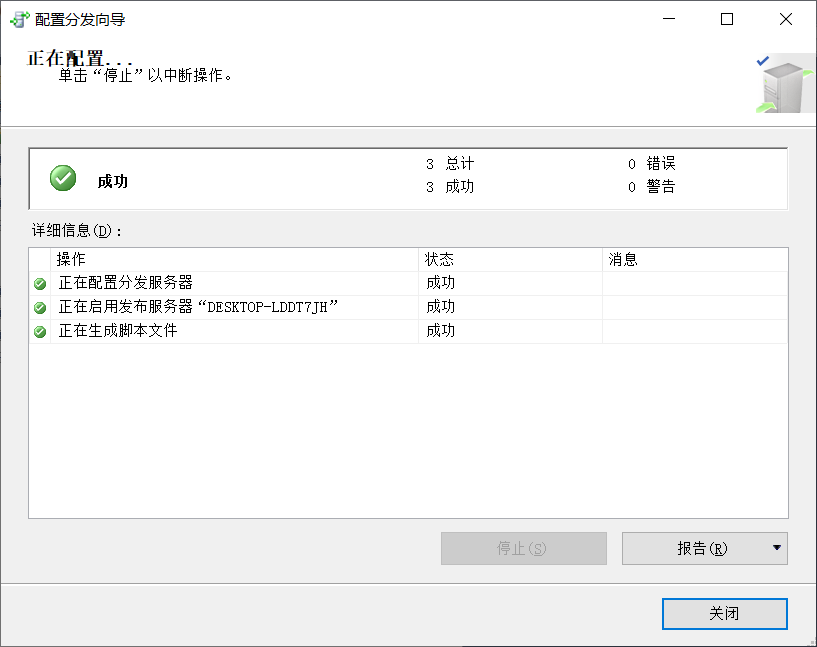 配置分发向导
正在配置...
单击“停止”以中断操作。
成功
3 总计
0 错误
3 成功
0 警告
详细信息(D)：
操作 状态 消息
正在配置分发服务器 成功
正在启用发布服务器“DESKTOP-LDDT7JH” 成功
正在生成脚本文件 成功
停止(S) 报告(R)
关闭